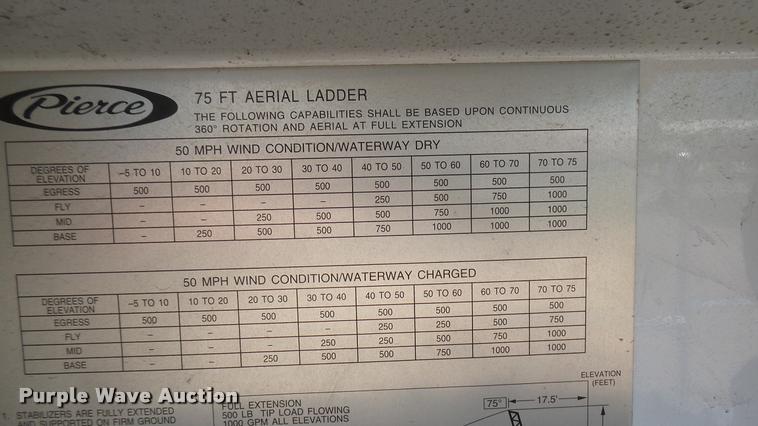 Pierce
75 FT AERIAL LADDER
THE FOLLOWING CAPABILITIES SHALL BE BASED UPON CONTINUOUS
360° ROTATION AND AERIAL AT FULL EXTENSION
50 MPH WIND CONDITION/WATERWAY DRY
DEGREES OF ELEVATION -5 TO 10 10 TO 20 20 TO 30 30 TO 40 40 TO 50 50 TO 60 60 TO 70 70 TO 75
EGRESS 500 500 500 500 500 500 500 500
FLY - - - - 250 500 750 1000
MID - - 250 500 500 750 1000 1000
BASE - 250 500 500 750 1000 1000 1000
50 MPH WIND CONDITION/WATERWAY CHARGED
DEGREES OF ELEVATION -5 TO 10 10 TO 20 20 TO 30 30 TO 40 40 TO 50 50 TO 60 60 TO 70 70 TO 75
EGRESS 500 500 500 500 500 500 500 500
FLY - - - - 250 250 500 750
MID - - - 250 250 500 750 1000
BASE - - 250 500 500 750 1000 1000
ELEVATION
(FEET)
75° 17.5'
Purple Wave Auction
1. STABILIZERS ARE FULLY EXTENDED
AND SUPPORTED ON FIRM GROUND
FULL EXTENSION
500 LB TIP LOAD FLOWING
1000 GPM ALL ELEVATIONS